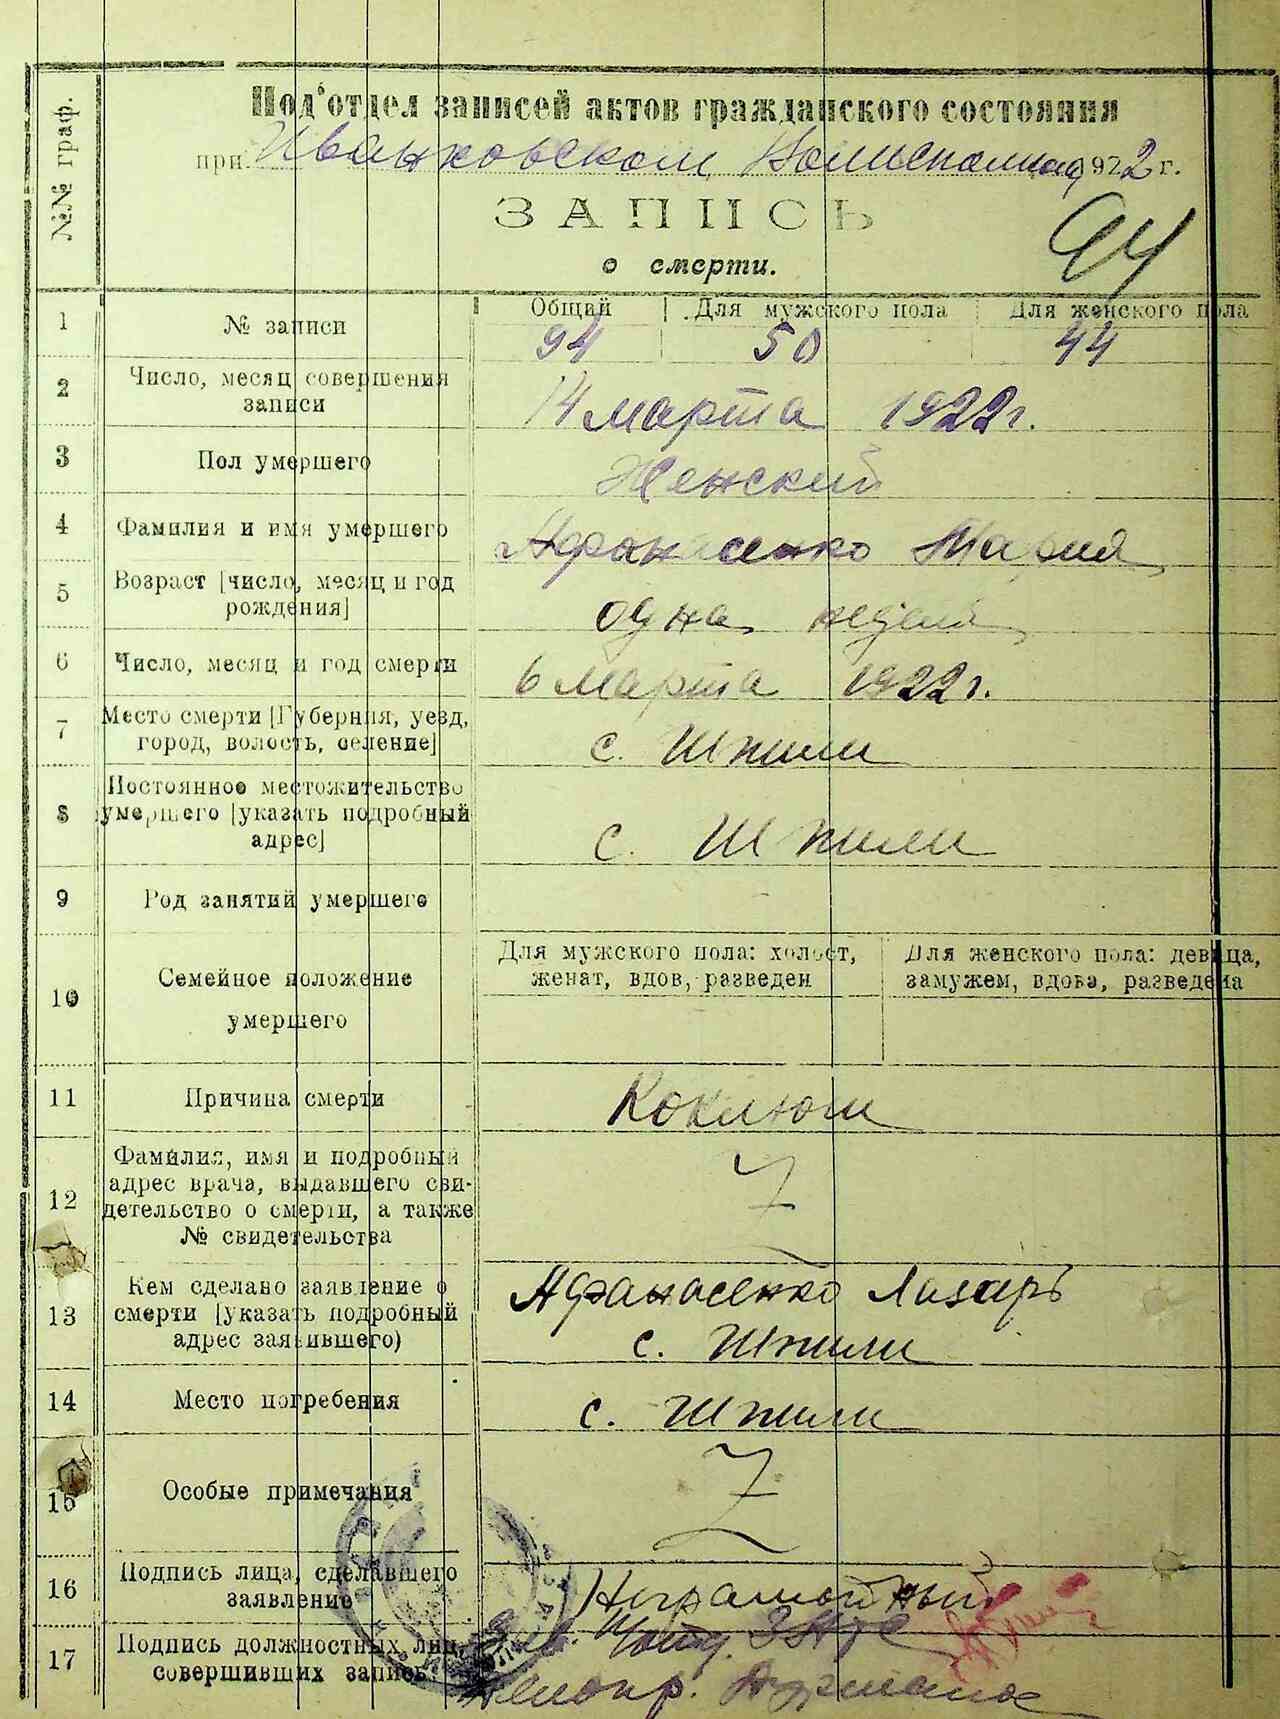 Под'отдел записей актов гражданского состояния
при Иванковском Волисполкоме 1922 г.
ЗАПИСЬ
94
о смерти.
№№ граф.
1 № записи Общий 94 Для мужского пола 50 Для женского пола 44
2 Число, месяц совершения
записи 14 марта 1922 г.
3 Пол умершего Женский
4 Фамилия и имя умершего Афонасенко Мария
5 Возраст [число, месяц и год
рождения] одна неделя
6 Число, месяц и год смерти 6 марта 1922 г.
7 Место смерти [Губерния, уезд,
город, волость, селение] с. Шпили
8 Постоянное местожительство
умершего [указать подробный
адрес] с. Шпили
9 Род занятий умершего
10 Семейное положение
умершего
Для мужского пола: холост,
женат, вдов, разведен
Для женского пола: девица,
замужем, вдова, разведена
11 Причина смерти Коклюш
12 Фамилия, имя и подробный
адрес врача, выдавшего сви-
детельство о смерти, а также
№ свидетельства
13 Кем сделано заявление о
смерти [указать подробный
адрес заявившего)
Афанасенко Лазарь
с. Шпили
14 Место погребения с. Шпили
15 Особые примечания
16 Подпись лица, сделавшего
заявление Неграмотный
17 Подпись должностных лиц,
совершивших запись
Зав. ЗАГС
Делопр.